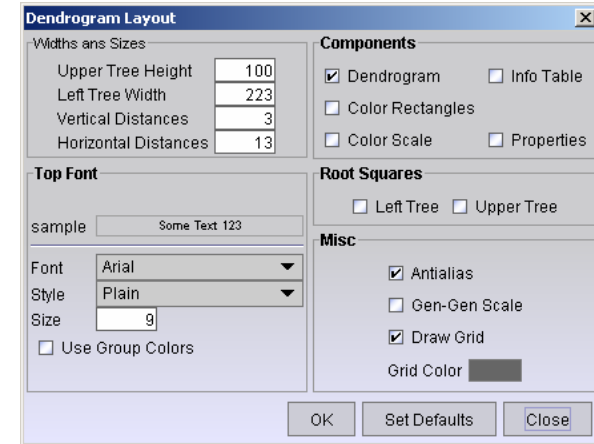 Dendrogram Layout
Widths ans Sizes
Upper Tree Height 100
Left Tree Width 223
Vertical Distances 3
Horizontal Distances 13
Components
Dendrogram Info Table
Color Rectangles
Color Scale Properties
Top Font
sample Some Text 123
Font Arial
Style Plain
Size 9
Use Group Colors
Root Squares
Left Tree Upper Tree
Misc
Antialias
Gen-Gen Scale
Draw Grid
Grid Color
OK Set Defaults Close